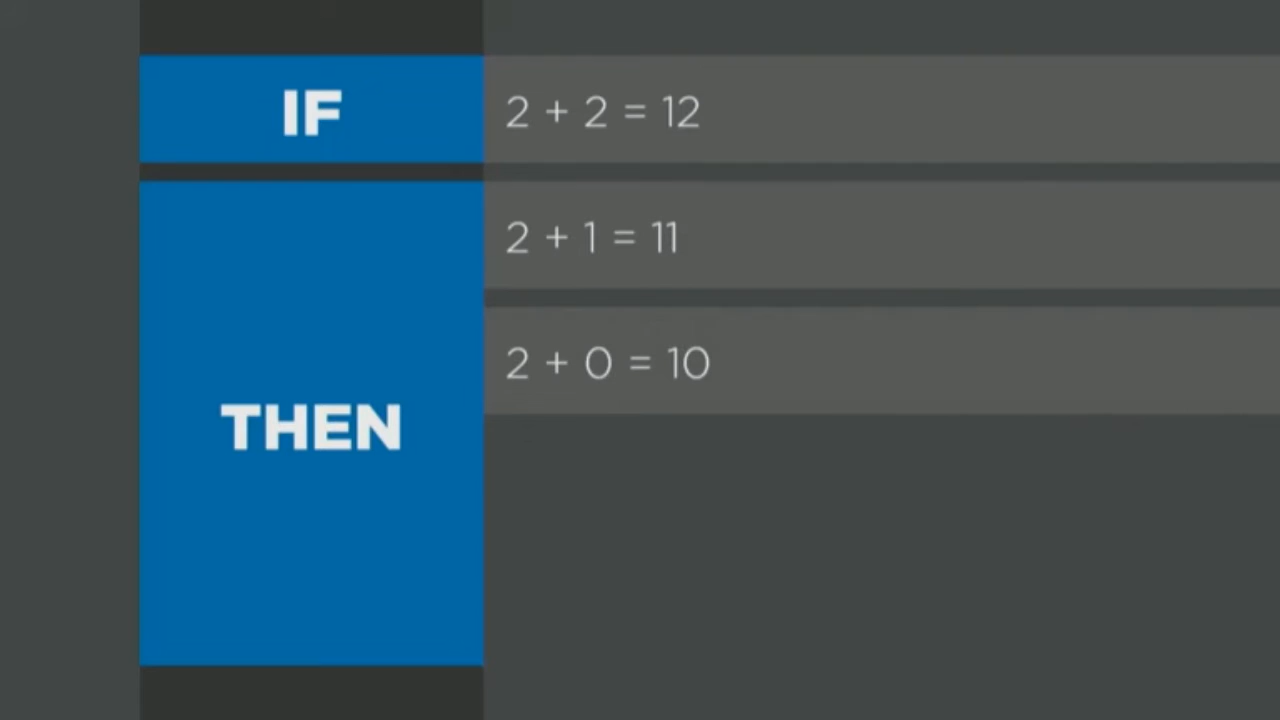 IF
2 + 2 = 12
THEN
2 + 1 = 11
2 + 0 = 10